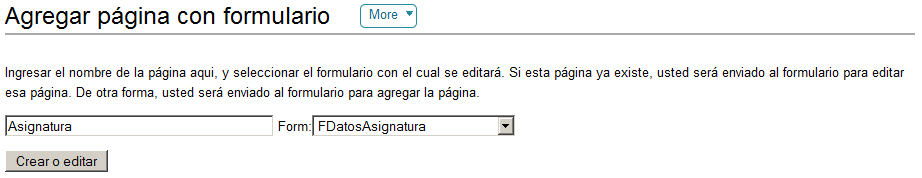 Agregar página con formulario More
Ingresar el nombre de la página aqui, y seleccionar el formulario con el cual se editará. Si esta página ya existe, usted será enviado al formulario para editar
esa página. De otra forma, usted será enviado al formulario para agregar la página.
Asignatura Form: FDatosAsignatura
Crear o editar